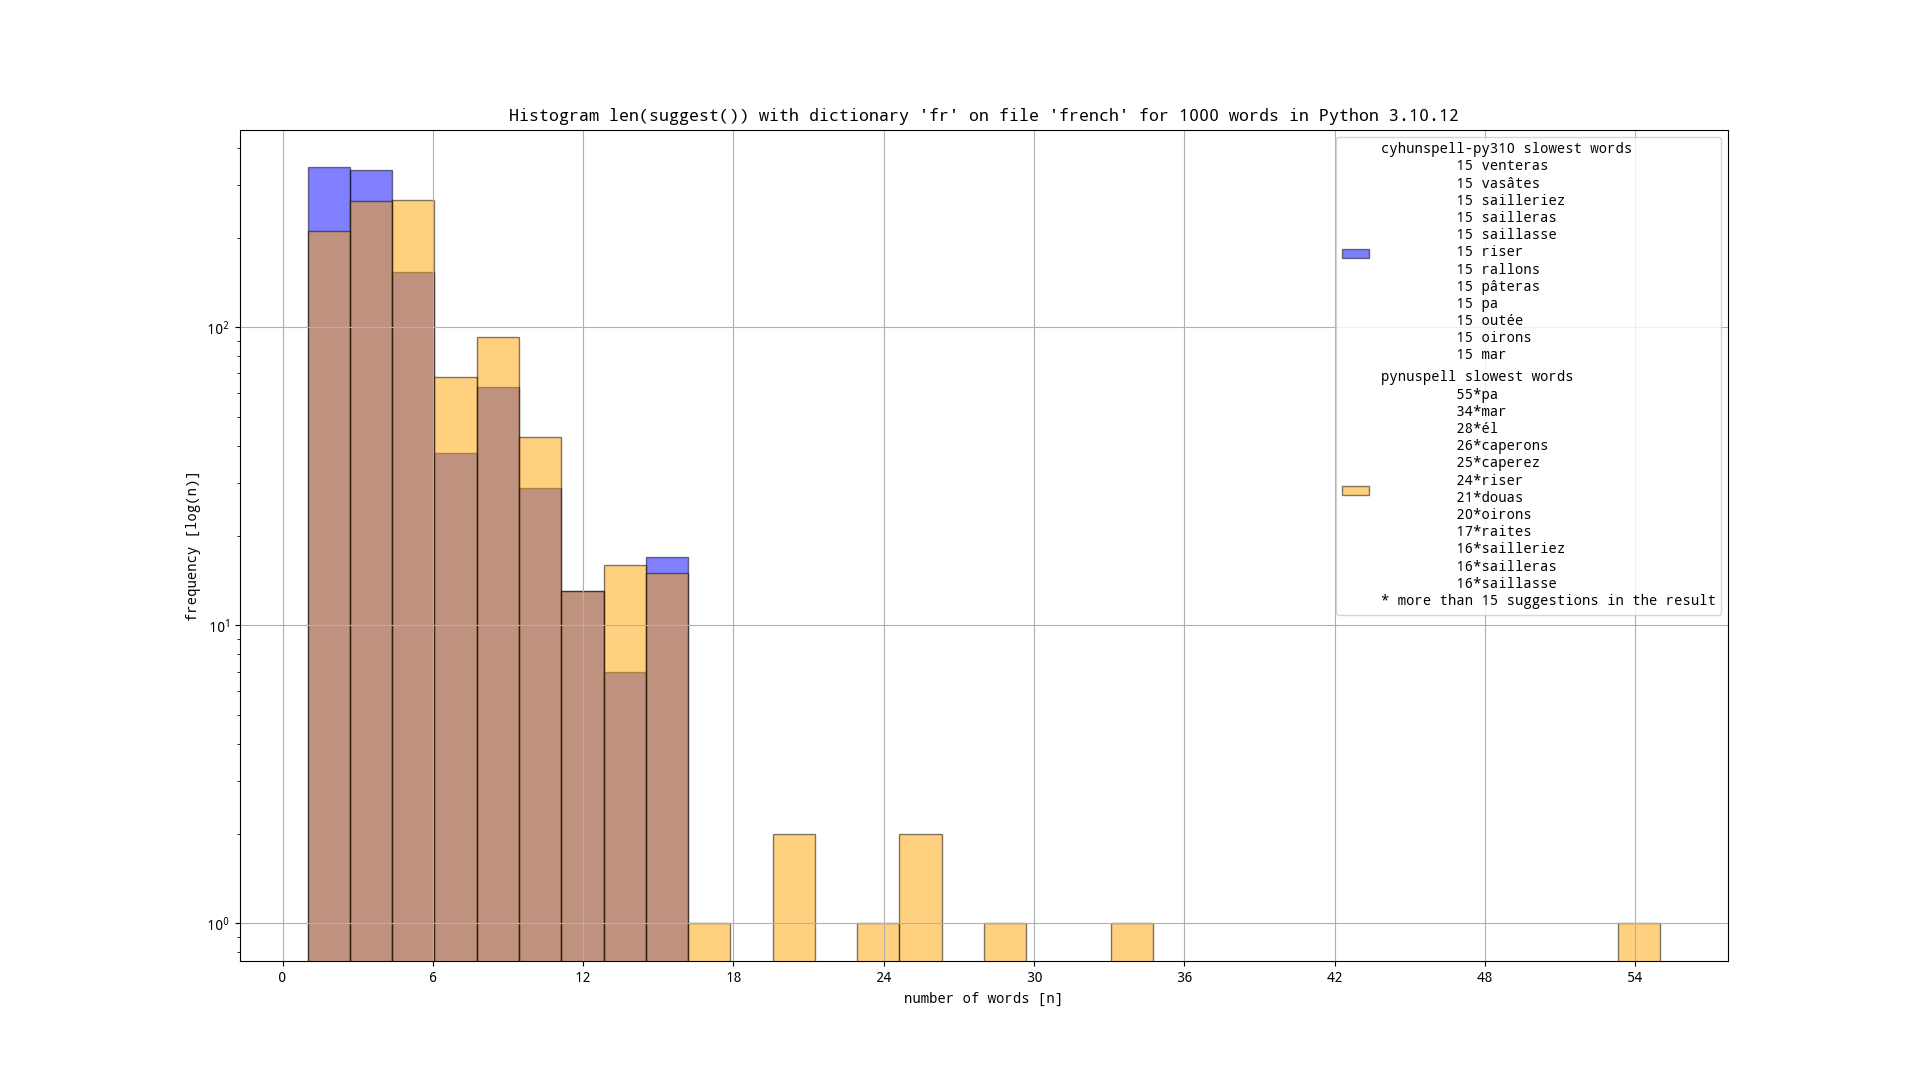 Histogram len(suggest()) with dictionary 'fr' on file 'french' for 1000 words in Python 3.10.12
cyhunspell-py310 slowest words
15 venteras
15 vasâtes
15 sailleriez
15 sailleras
15 saillasse
15 riser
15 rallons
15 pâteras
15 pa
15 outée
15 oirons
15 mar
pynuspell slowest words
55*pa
34*mar
28*él
26*caperons
25*caperez
24*riser
21*douas
20*oirons
17*raites
16*sailleriez
16*sailleras
16*saillasse
* more than 15 suggestions in the result
frequency [log(n)]
10²
10¹
10⁰
0 6 12 18 24 30 36 42 48 54
number of words [n]